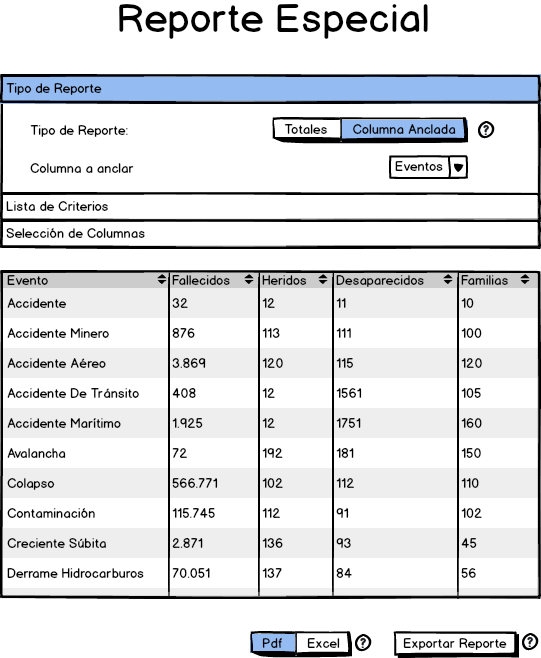 Reporte Especial
Tipo de Reporte
Tipo de Reporte: Totales Columna Anclada ?
Columna a anclar Eventos
Lista de Criterios
Selección de Columnas
Evento Fallecidos Heridos Desaparecidos Familias
Accidente 32 12 11 10
Accidente Minero 876 113 111 100
Accidente Aéreo 3.869 120 115 120
Accidente De Tránsito 408 12 1561 105
Accidente Marítimo 1.925 12 1751 160
Avalancha 72 192 181 150
Colapso 566.771 102 112 110
Contaminación 115.745 112 91 102
Creciente Súbita 2.871 136 93 45
Derrame Hidrocarburos 70.051 137 84 56
Pdf Excel ? Exportar Reporte ?